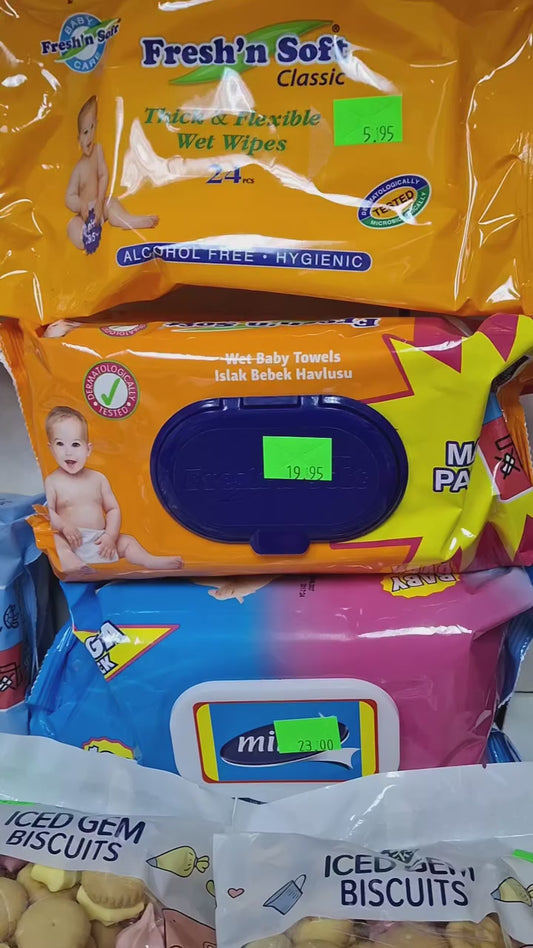 BABY
Fresh'n Soft
CARE
Fresh'n Soft®
Classic
Thick & Flexible
Wet Wipes
24 PCS
5.95
DERMATOLOGICALLY
TESTED
MICROBIOLOGICALLY
ALCOHOL FREE • HYGIENIC
Wet Baby Towels
Islak Bebek Havlusu
DERMATOLOGICALLY
TESTED
19.95
BABY
23.00
ICED GEM
BISCUITS
ICED GEM
BISCUITS